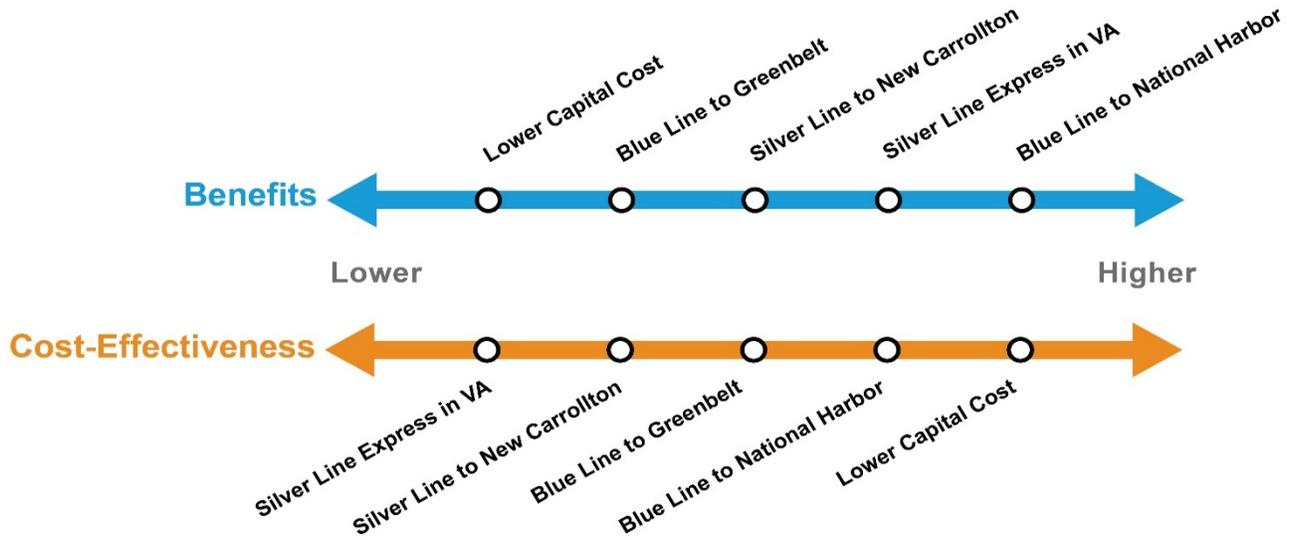 Lower Capital Cost
Blue Line to Greenbelt
Silver Line to New Carrollton
Silver Line Express in VA
Blue Line to National Harbor
Benefits
Lower
Higher
Cost-Effectiveness
Silver Line Express in VA
Silver Line to New Carrollton
Blue Line to Greenbelt
Blue Line to National Harbor
Lower Capital Cost